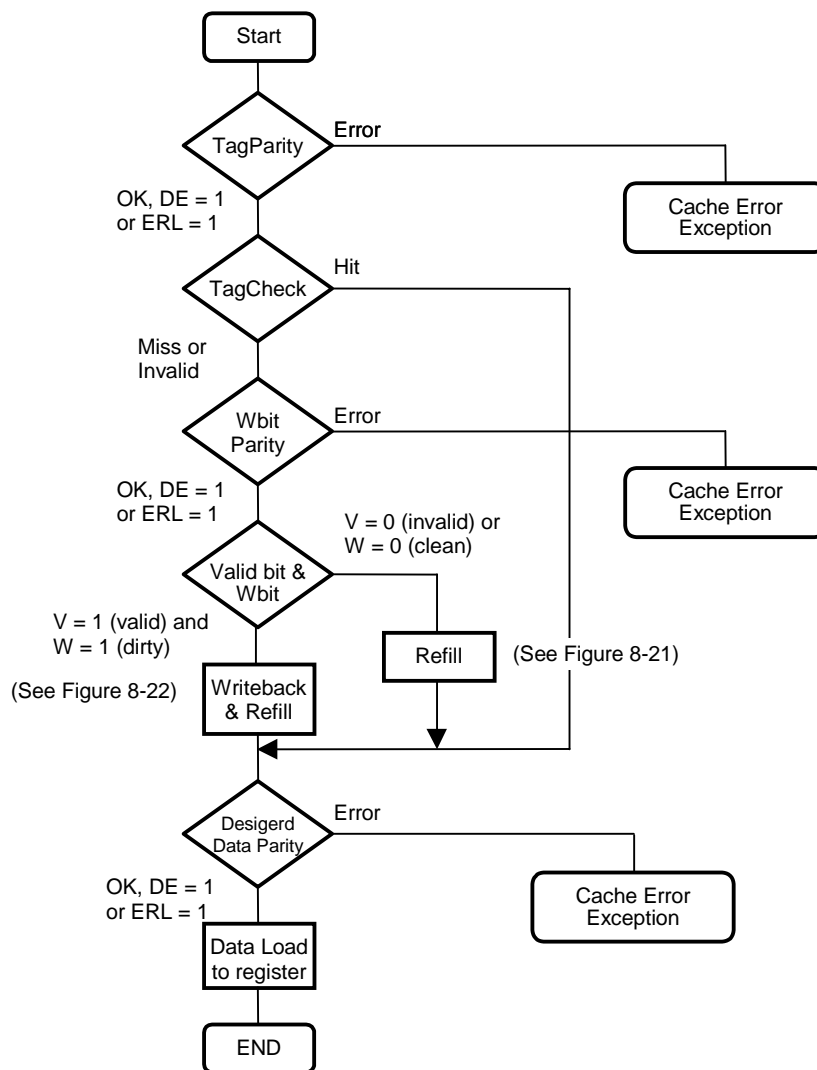 Start
TagParity
Error
OK, DE = 1
or ERL = 1
Cache Error
Exception
TagCheck
Hit
Miss or
Invalid
Wbit
Parity
Error
OK, DE = 1
or ERL = 1
Cache Error
Exception
V = 0 (invalid) or
W = 0 (clean)
Valid bit &
Wbit
V = 1 (valid) and
W = 1 (dirty)
Refill
(See Figure 8-21)
(See Figure 8-22)
Writeback
& Refill
Desigerd
Data Parity
Error
OK, DE = 1
or ERL = 1
Cache Error
Exception
Data Load
to register
END